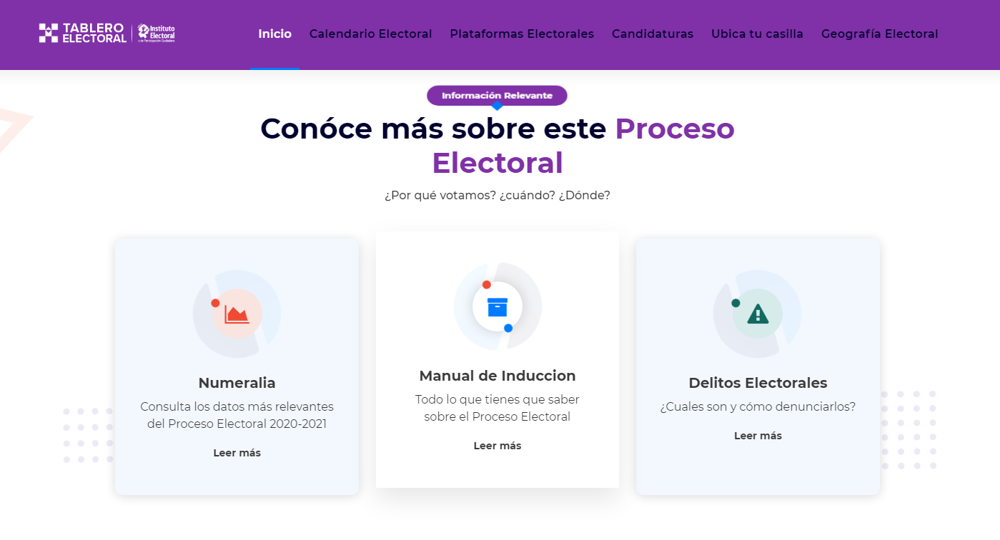 TABLERO
ELECTORAL
Instituto
Electoral
y de Participación Ciudadana
Inicio
Calendario Electoral
Plataformas Electorales
Candidaturas
Ubica tu casilla
Geografía Electoral
Información Relevante
Conóce más sobre este Proceso
Electoral
¿Por qué votamos? ¿cuándo? ¿Dónde?
Numeralia
Consulta los datos más relevantes
del Proceso Electoral 2020-2021
Leer más
Manual de Induccion
Todo lo que tienes que saber
sobre el Proceso Electoral
Leer más
Delitos Electorales
¿Cuales son y cómo denunciarlos?
Leer más